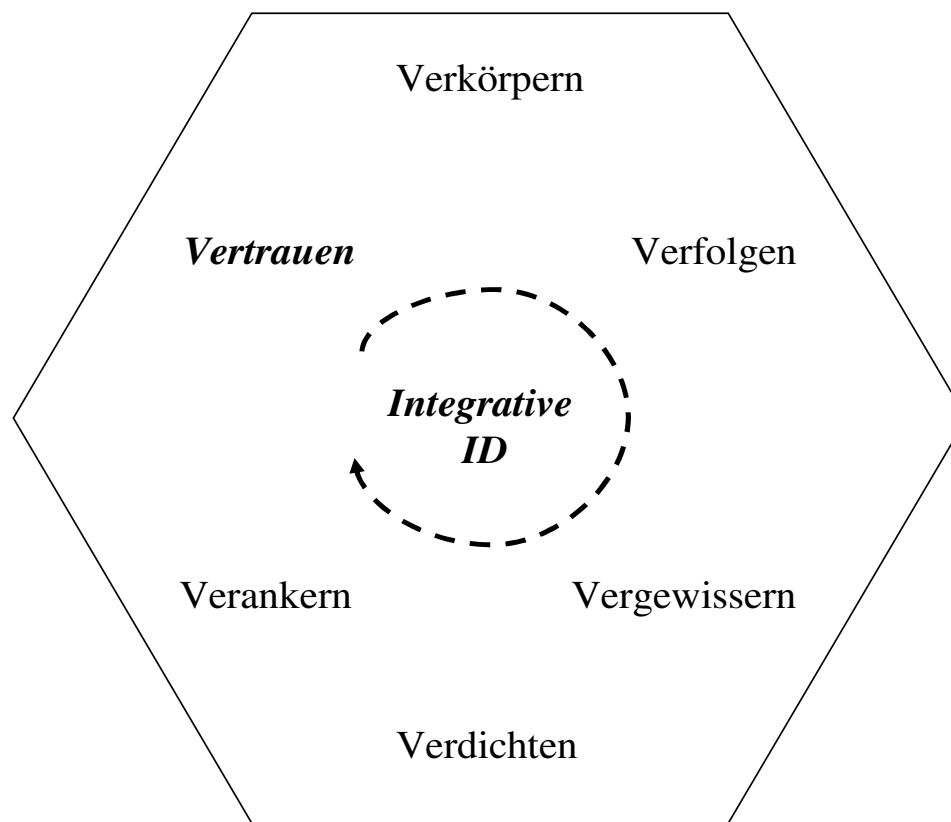 Verkörpern
Vertrauen
Verfolgen
Integrative
ID
Verankern
Vergewissern
Verdichten